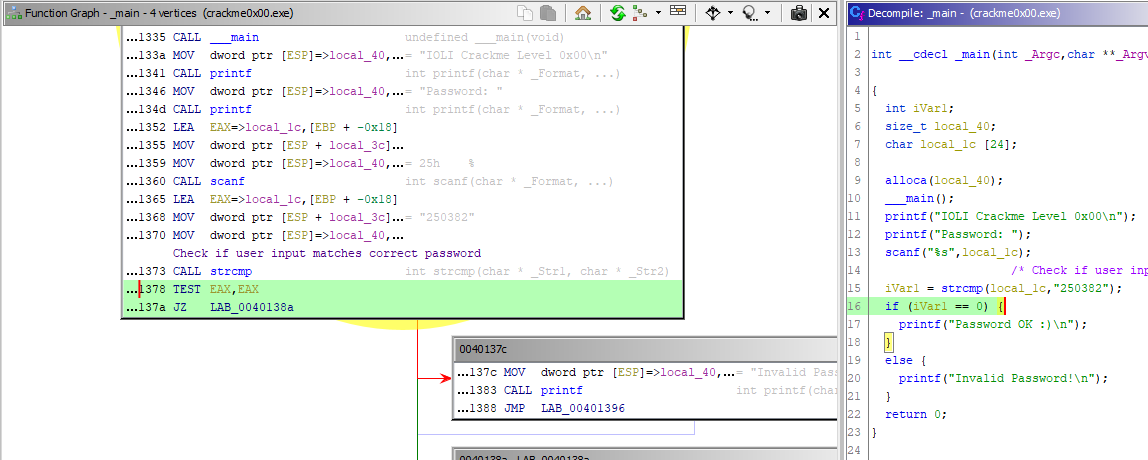 Function Graph - _main - 4 vertices (crackme0x00.exe)
...1335 CALL ___main undefined ___main(void)
...133a MOV dword ptr [ESP]=>local_40,...= "IOLI Crackme Level 0x00\n"
...1341 CALL printf int printf(char * _Format, ...)
...1346 MOV dword ptr [ESP]=>local_40,...= "Password: "
...134d CALL printf int printf(char * _Format, ...)
...1352 LEA EAX=>local_1c,[EBP + -0x18]
...1355 MOV dword ptr [ESP + local_3c]...
...1359 MOV dword ptr [ESP]=>local_40,...= 25h %
...1360 CALL scanf int scanf(char * _Format, ...)
...1365 LEA EAX=>local_1c,[EBP + -0x18]
...1368 MOV dword ptr [ESP + local_3c]...= "250382"
...1370 MOV dword ptr [ESP]=>local_40,...
Check if user input matches correct password
...1373 CALL strcmp int strcmp(char * _Str1, char * _Str2)
...1378 TEST EAX,EAX
...137a JZ LAB_0040138a
0040137c
...137c MOV dword ptr [ESP]=>local_40,...= "Invalid Pas
...1383 CALL printf int printf(char
...1388 JMP LAB_00401396
0040138a - LAB_0040138a
Decompile: _main - (crackme0x00.exe)
1
2 int __cdecl _main(int _Argc,char **_Argv
3
4 {
5 int iVar1;
6 size_t local_40;
7 char local_1c [24];
8
9 alloca(local_40);
10 ___main();
11 printf("IOLI Crackme Level 0x00\n");
12 printf("Password: ");
13 scanf("%s",local_1c);
14 /* Check if user inp
15 iVar1 = strcmp(local_1c,"250382");
16 if (iVar1 == 0) {
17 printf("Password OK :)\n");
18 }
19 else {
20 printf("Invalid Password!\n");
21 }
22 return 0;
23 }
24